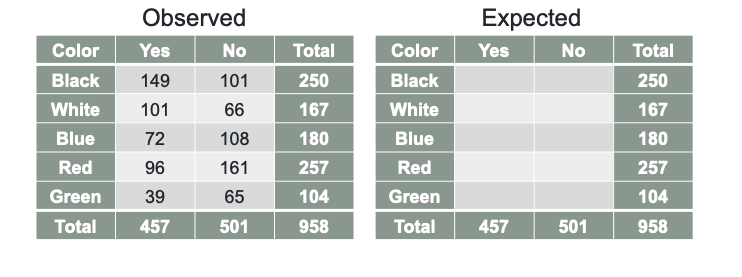 Observed
Color Yes No Total
Black 149 101 250
White 101 66 167
Blue 72 108 180
Red 96 161 257
Green 39 65 104
Total 457 501 958
Expected
Color Yes No Total
Black 250
White 167
Blue 180
Red 257
Green 104
Total 457 501 958